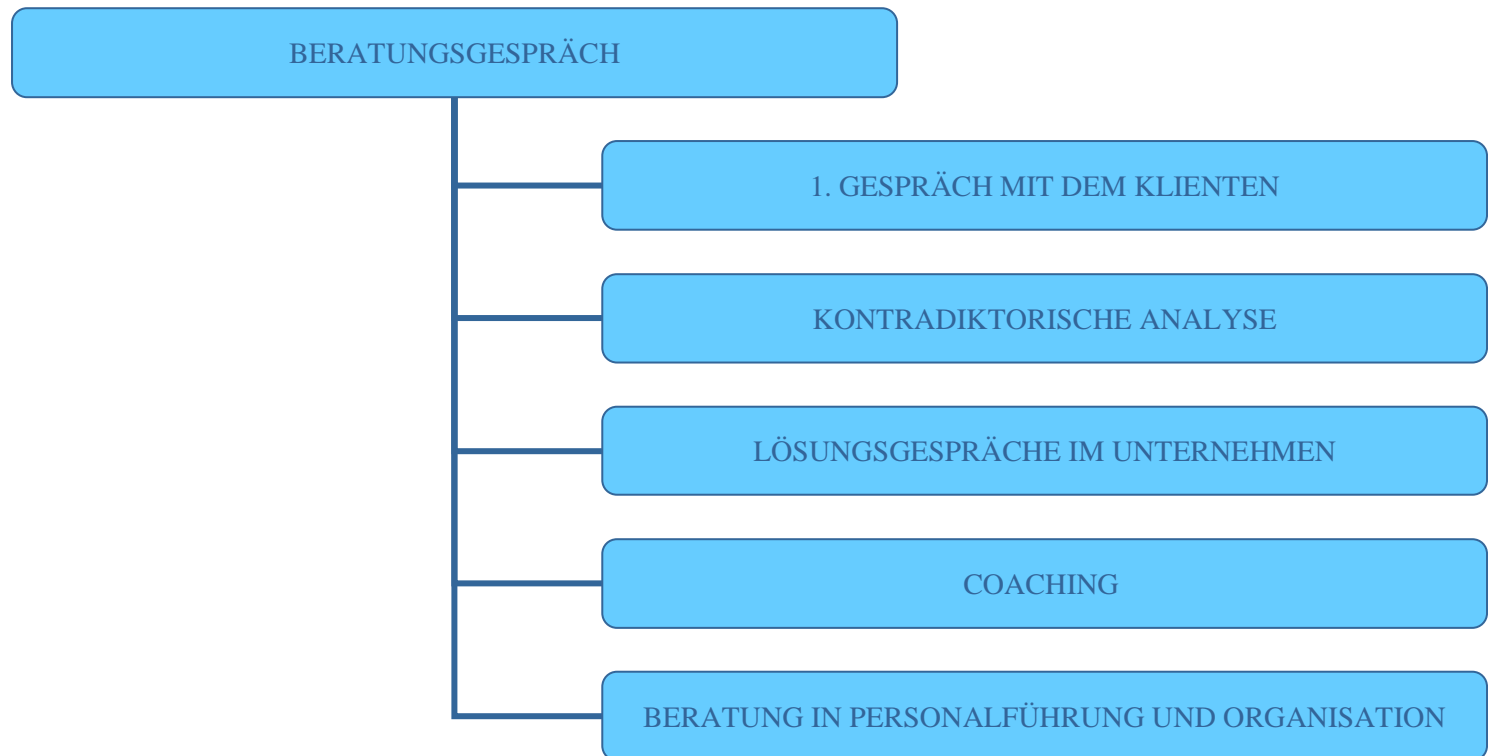 BERATUNGSGESPRÄCH
1. GESPRÄCH MIT DEM KLIENTEN
KONTRADIKTORISCHE ANALYSE
LÖSUNGSGESPRÄCHE IM UNTERNEHMEN
COACHING
BERATUNG IN PERSONALFÜHRUNG UND ORGANISATION